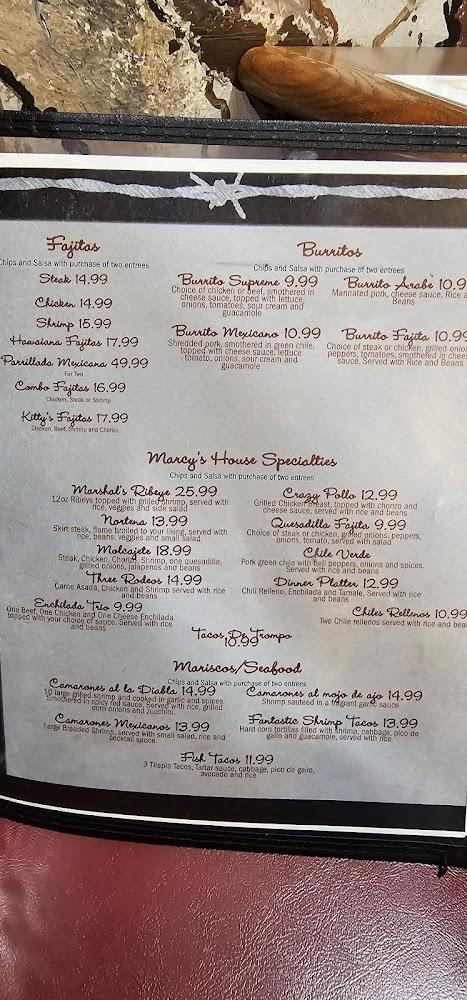 Fajitas
Chips and Salsa with purchase of two entrees
Steak 14.99
Chicken 14.99
Shrimp 15.99
Hawaiana Fajitas 17.99
Parrillada Mexicana 49.99
For Two
Combo Fajitas 16.99
Chicken, Steak or Shrimp
Kitty's Fajitas 17.99
Chicken, Beef, Shrimp and Chorizo
Burritos
Chips and Salsa with purchase of two entrees
Burrito Supreme 9.99
Choice of chicken or beef, smothered in
cheese sauce, topped with lettuce,
onions, tomatoes, sour cream and
guacamole
Burrito Arabe 10.9
Marinated pork, cheese sauce, Rice a
Beans
Burrito Mexicano 10.99
Shredded pork, smothered in green chile,
topped with cheese sauce, lettuce
tomato, onions, sour cream and
guacamole
Burrito Fajita 10.99
Choice of steak or chicken, grilled onion
peppers, tomatoes, smothered in chees
sauce. Served with Rice and Beans
Marcy's House Specialties
Chips and Salsa with purchase of two entrees
Marshal's Ribeye 25.99
12oz Ribeye topped with grilled shrimp, served with
rice, veggies and side salad
Nortena 13.99
Skirt steak, flame broiled to your liking, served with
rice, beans, veggies and small salad.
Molcajete 18.99
Steak, Chicken, Chorizo, Shrimp, one quesadilla,
grilled onions, jalapenos and beans
Three Rodeos 14.99
Carne Asada, Chicken and Shrimp served with rice
and beans
Enchilada Trio 9.99
One Beef, One Chicken and One Cheese Enchilada
topped with your choice of sauce. Served with rice
and beans
Crazy Pollo 12.99
Grilled Chicken Breast, topped with chorizo and
cheese sauce, served with rice and beans
Quesadilla Fajita 9.99
Choice of steak or chicken, grilled onions, peppers,
onions, tomato, served with salad
Chile Verde
Pork green chile with bell peppers, onions and spices.
Served with rice and beans
Dinner Platter 12.99
Chili Relleno, Enchilada and Tamale, Served with rice
and beans
Chiles Rellenos 10.99
Two Chile rellenos served with rice and bea
Tacos De Trompo
10.99
Mariscos/Seafood
Chips and Salsa with purchase of two entrees
Camarones al la Diabla 14.99
10 large grilled shrimp and cooked in garlic and spices.
Smothered in spicy red sauce. Served with rice, grilled
corn onions and zucchini.
Camarones Mexicanos 13.99
Large Breaded Shrimp, served with small salad, rice and
cocktail sauce.
Camarones al mojo de ajo 14.99
Shrimp sauteed in a fragrant garlic sauce
Fantastic Shrimp Tacos 13.99
Hard corn tortillas filled with shrimp, cabbage, pico de
gallo and guacamole, served with rice
Fish Tacos 11.99
3 Tilapia Tacos, Tartar sauce, cabbage, pico de gallo,
avocado and rice